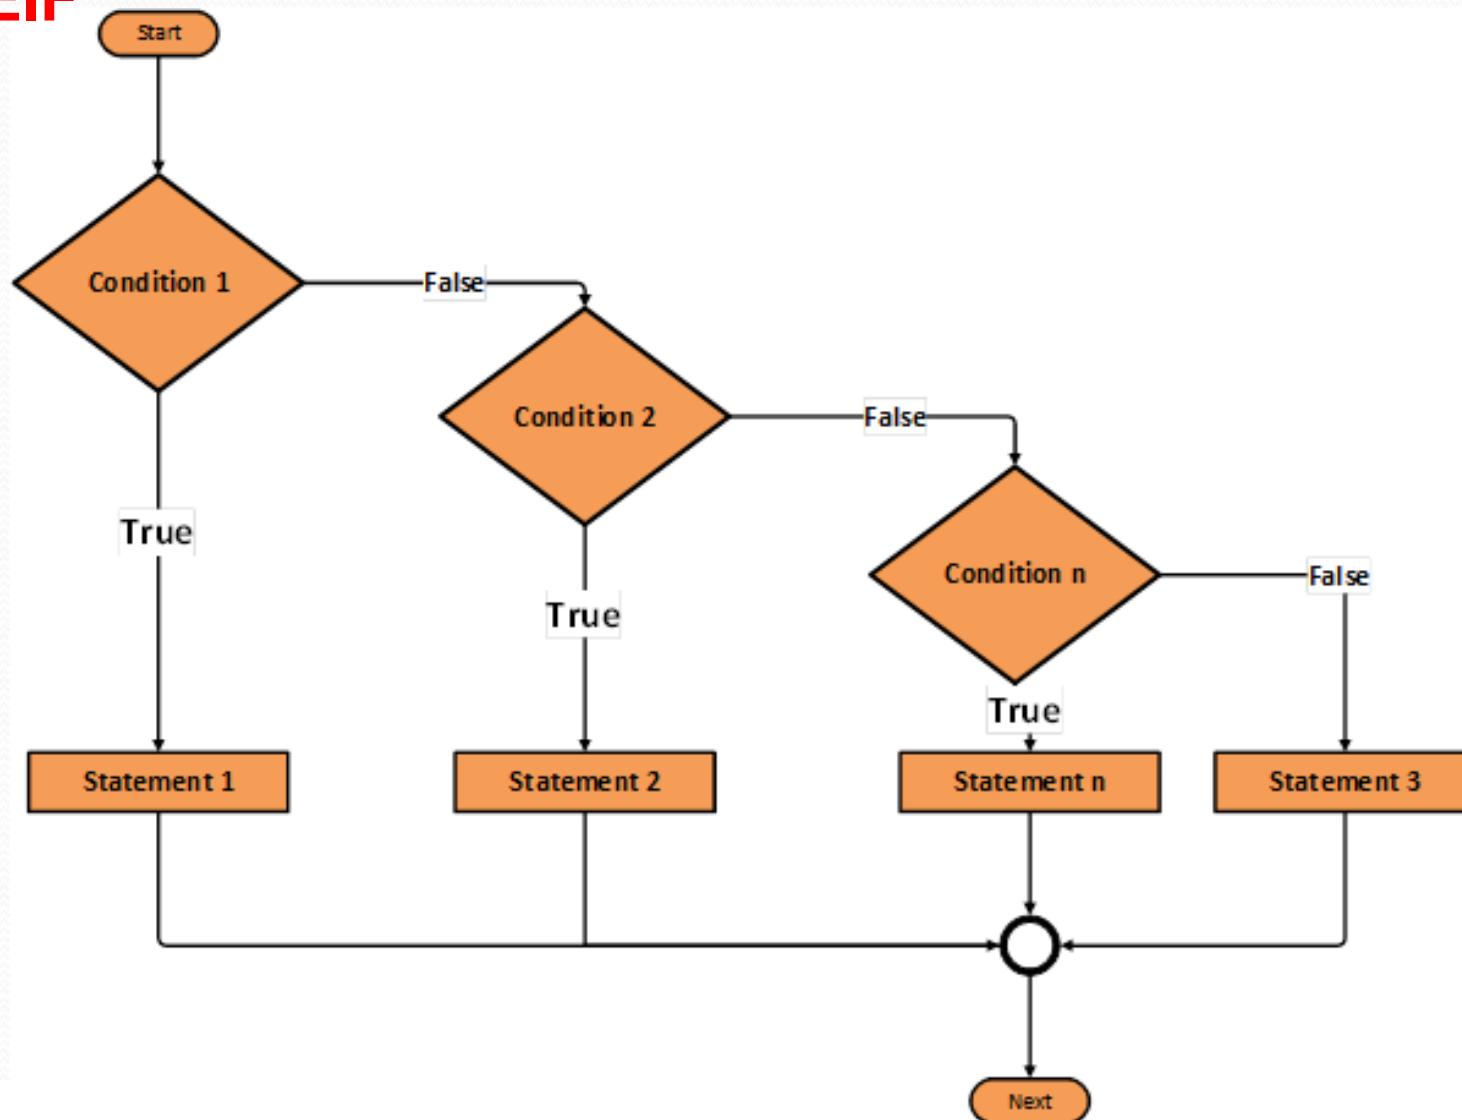 Start
Condition 1
False
Condition 2
False
True
Condition n
False
True
True
Statement 1
Statement 2
Statement n
Statement 3
Next